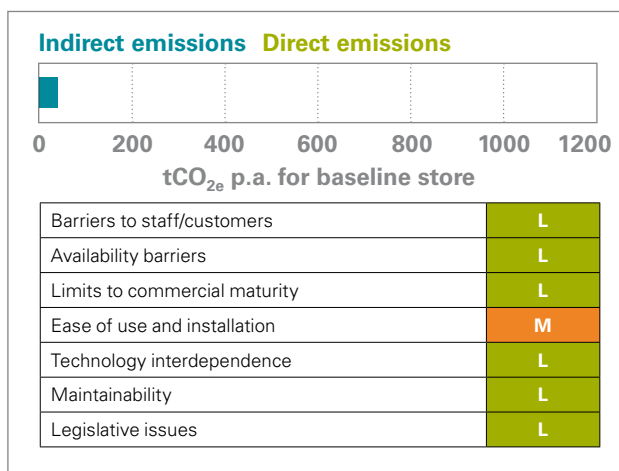 Indirect emissions Direct emissions
0 200 400 600 800 1000 1200
tCO2e p.a. for baseline store
Barriers to staff/customers L
Availability barriers L
Limits to commercial maturity L
Ease of use and installation M
Technology interdependence L
Maintainability L
Legislative issues L